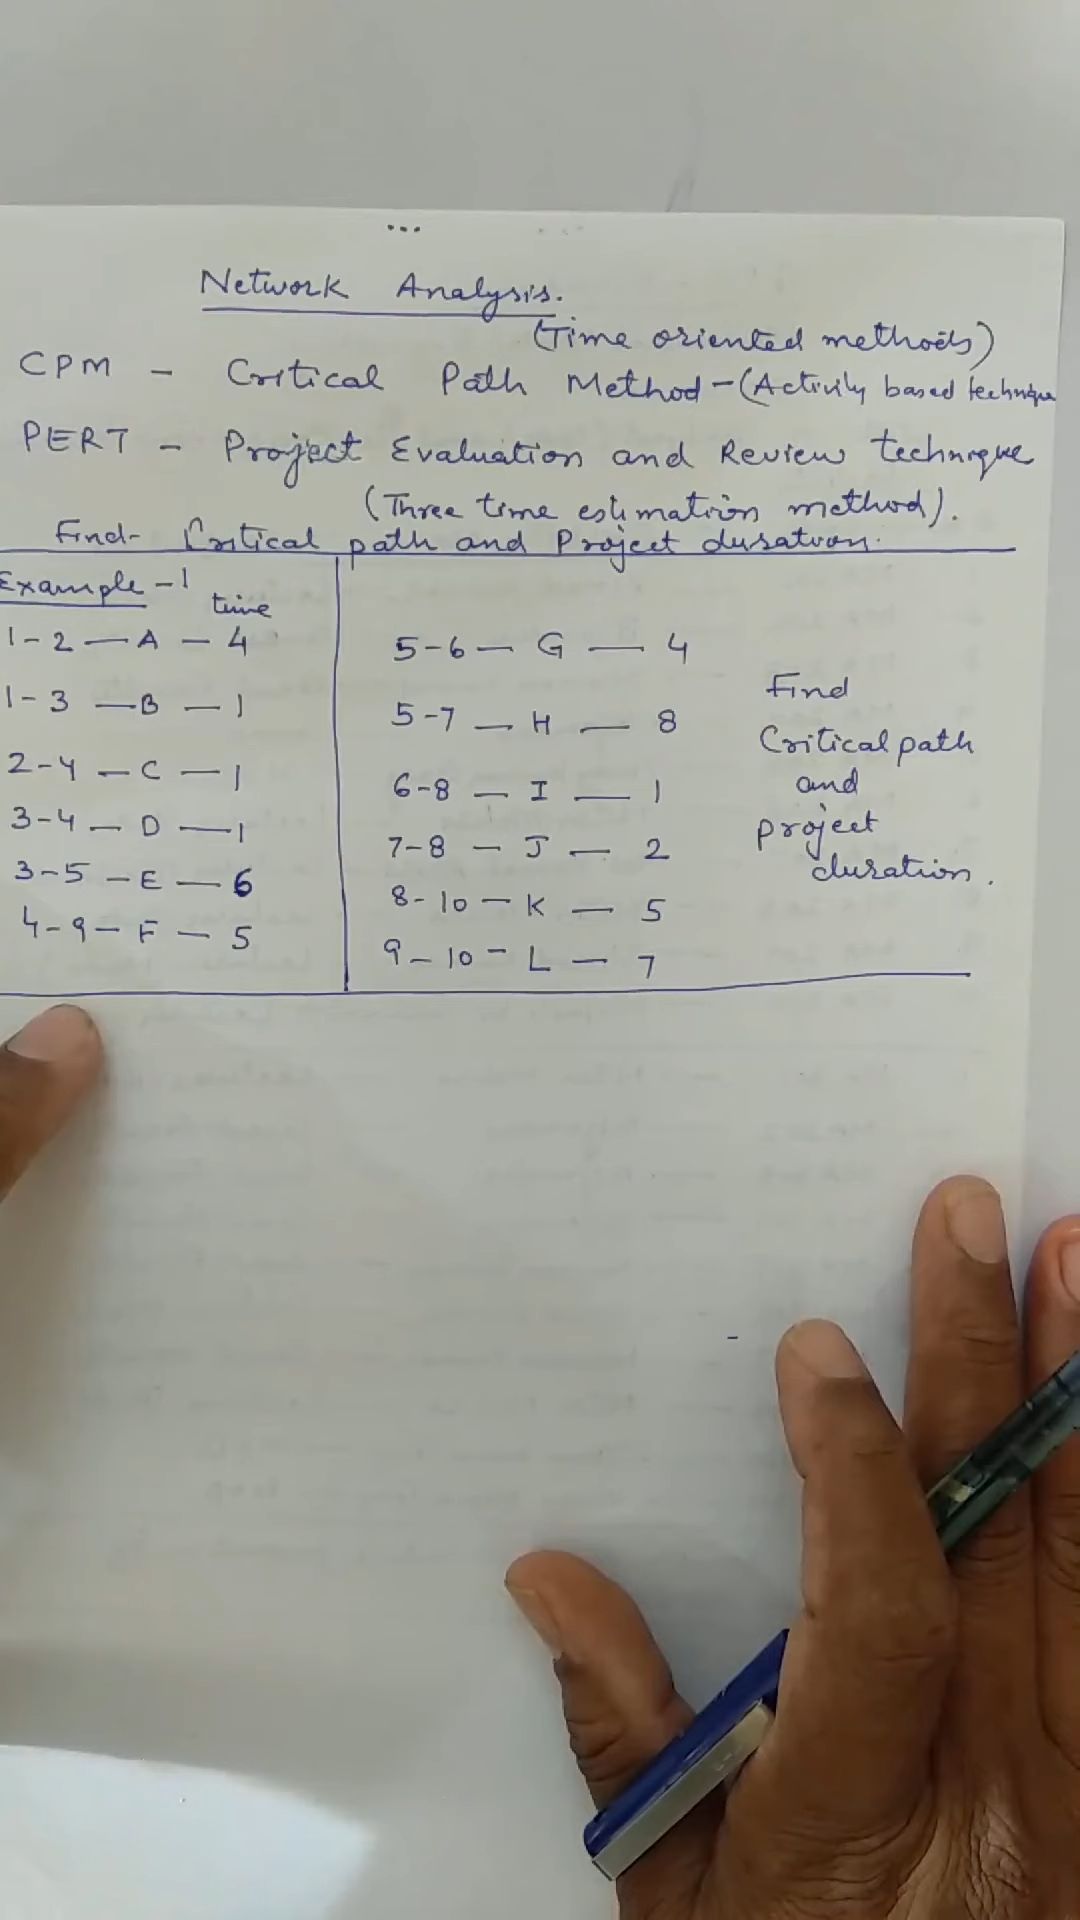 Network Analysis.
(Time oriented methods)
CPM - Critical Path Method - (Activity based technique
PERT - Project Evaluation and Review technique
(Three time estimation method).
Find- Critical path and Project duration.
Example-1
time
1-2 — A — 4
1-3 — B — 1
2-4 — C — 1
3-4 — D — 1
3-5 — E — 6
4-9 — F — 5
5-6 — G — 4
5-7 — H — 8
6-8 — I — 1
7-8 — J — 2
8-10 — K — 5
9-10 — L — 7
Find
Critical path
and
project
duration.